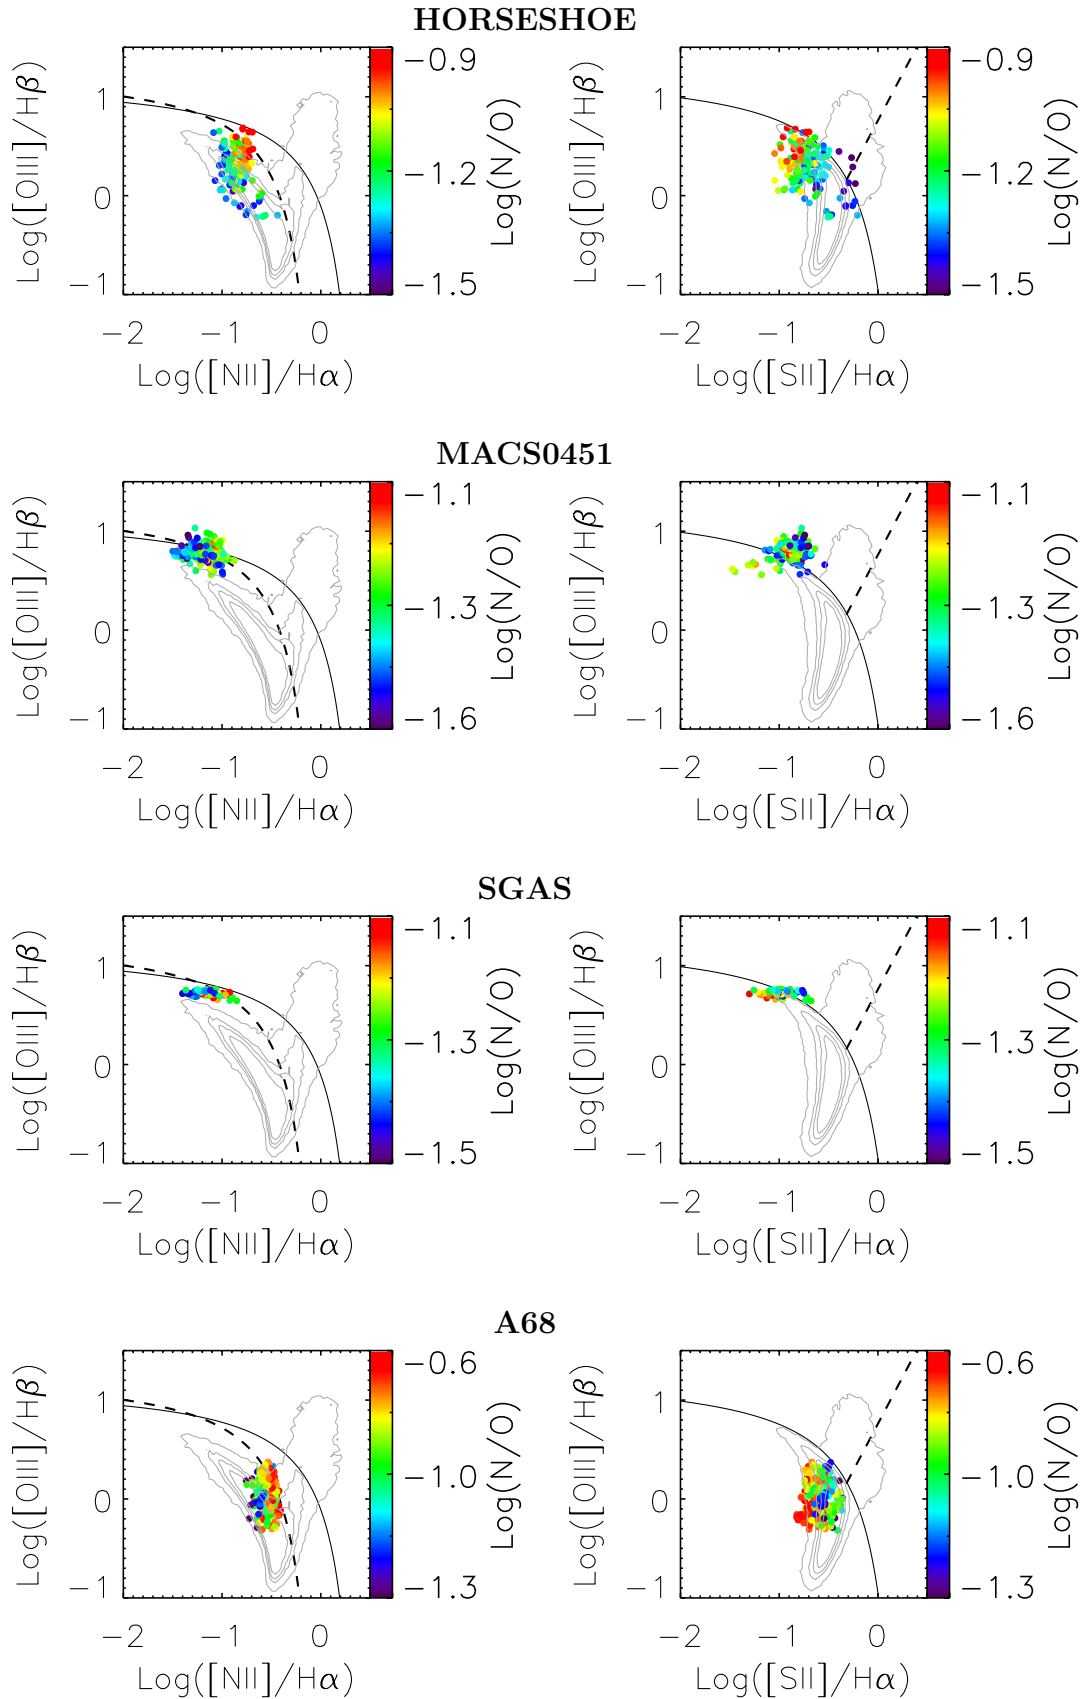 HORSESHOE
Log([OIII]/Hβ)
1
0
−1
−2 −1 0
Log([NII]/Hα)
−0.9
−1.2
−1.5
Log(N/O)
Log([OIII]/Hβ)
1
0
−1
−2 −1 0
Log([SII]/Hα)
−0.9
−1.2
−1.5
Log(N/O)
MACS0451
Log([OIII]/Hβ)
1
0
−1
−2 −1 0
Log([NII]/Hα)
−1.1
−1.3
−1.6
Log(N/O)
Log([OIII]/Hβ)
1
0
−1
−2 −1 0
Log([SII]/Hα)
−1.1
−1.3
−1.6
Log(N/O)
SGAS
Log([OIII]/Hβ)
1
0
−1
−2 −1 0
Log([NII]/Hα)
−1.1
−1.3
−1.5
Log(N/O)
Log([OIII]/Hβ)
1
0
−1
−2 −1 0
Log([SII]/Hα)
−1.1
−1.3
−1.5
Log(N/O)
A68
Log([OIII]/Hβ)
1
0
−1
−2 −1 0
Log([NII]/Hα)
−0.6
−1.0
−1.3
Log(N/O)
Log([OIII]/Hβ)
1
0
−1
−2 −1 0
Log([SII]/Hα)
−0.6
−1.0
−1.3
Log(N/O)